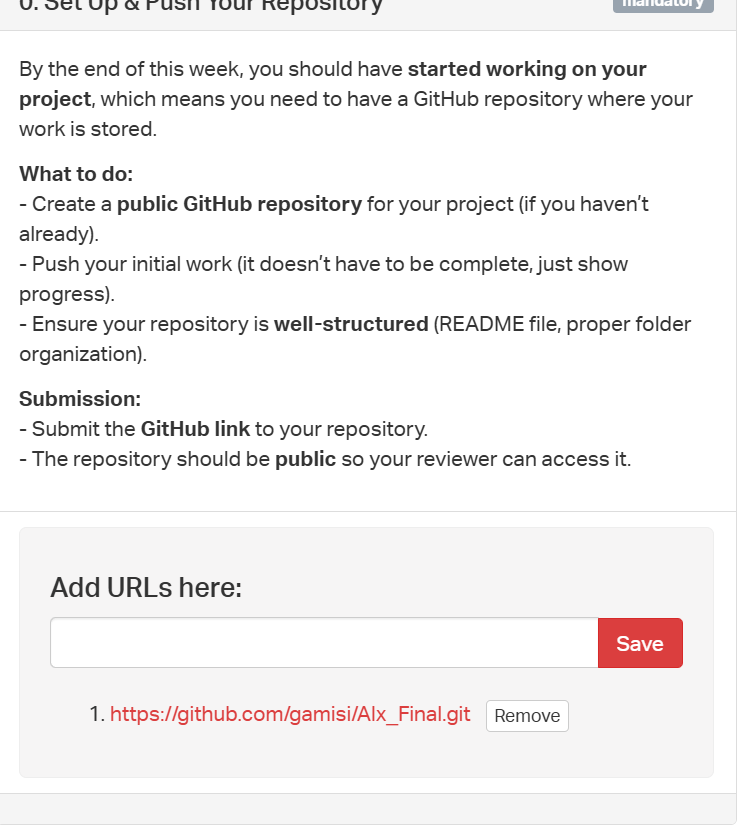 0. Set Up & Push Your Repository
mandatory
By the end of this week, you should have started working on your
project, which means you need to have a GitHub repository where your
work is stored.
What to do:
- Create a public GitHub repository for your project (if you haven’t
already).
- Push your initial work (it doesn’t have to be complete, just show
progress).
- Ensure your repository is well-structured (README file, proper folder
organization).
Submission:
- Submit the GitHub link to your repository.
- The repository should be public so your reviewer can access it.
Add URLs here:
Save
1. https://github.com/gamisi/Alx_Final.git Remove